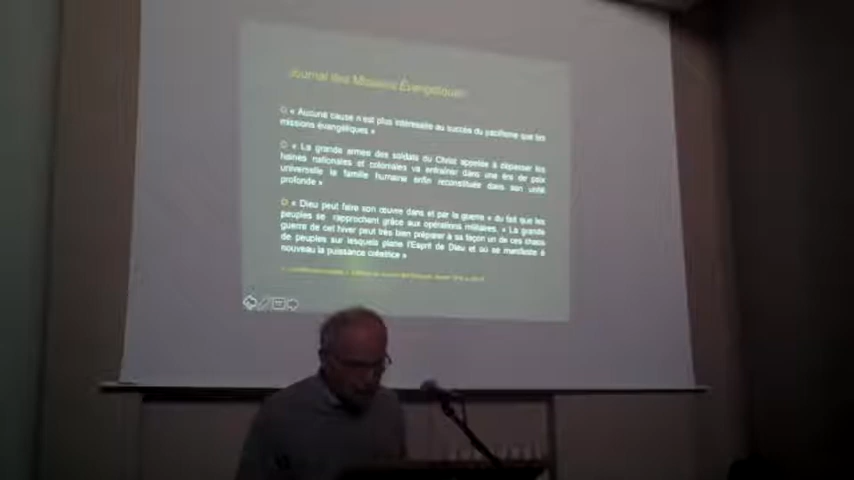 Journal des Missions Évangéliques
« Aucune cause n'est plus intéressée au succès du pacifisme que les
missions évangéliques »
« La grande armée des soldats du Christ appelée à dépasser les
haines nationales et coloniales va entraîner dans une ère de paix
universelle la famille humaine enfin reconstituée dans son unité
profonde »
« Dieu peut faire son œuvre dans et par la guerre » du fait que les
peuples se rapprochent grâce aux opérations militaires. « La grande
guerre de cet hiver peut très bien préparer à sa façon un de ces chaos
de peuples sur lesquels plane l'Esprit de Dieu et où se manifeste à
nouveau la puissance créatrice »